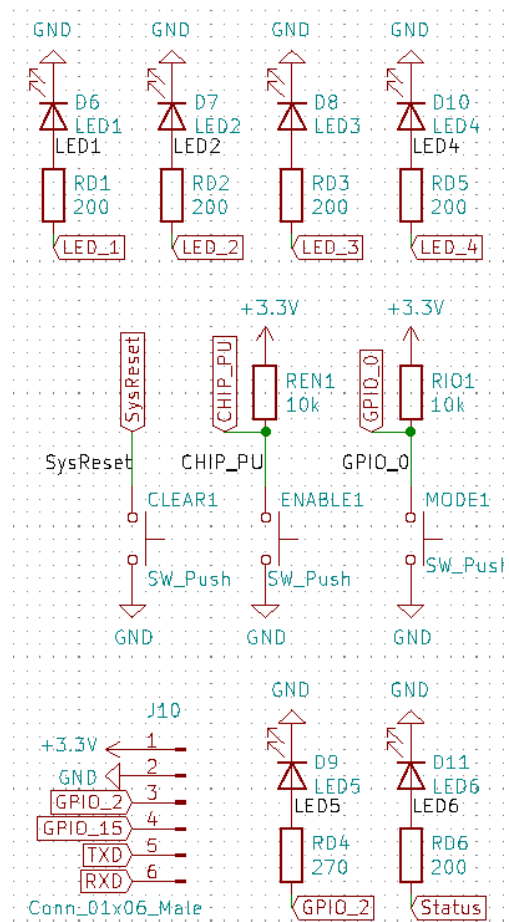 GND GND GND GND
D6 D7 D8 D10
LED1 LED2 LED3 LED4
LED1 LED2 LED4
RD1 RD2 RD3 RD5
200 200 200 200
LED_1 LED_2 LED_3 LED_4
+3.3V +3.3V
SysReset CHIP_PU GPIO_0
REN1 RIO1
10k 10k
SysReset CHIP_PU GPIO_0
CLEAR1 ENABLE1 MODE1
SW_Push SW_Push SW_Push
GND GND GND
GND GND
J10
+3.3V 1
GND 2
GPIO_2 3
GPIO_15 4
TXD 5
RXD 6
Conn_01x06_Male
D9 D11
LED5 LED6
LED5 LED6
RD4 RD6
270 200
GPIO_2 Status